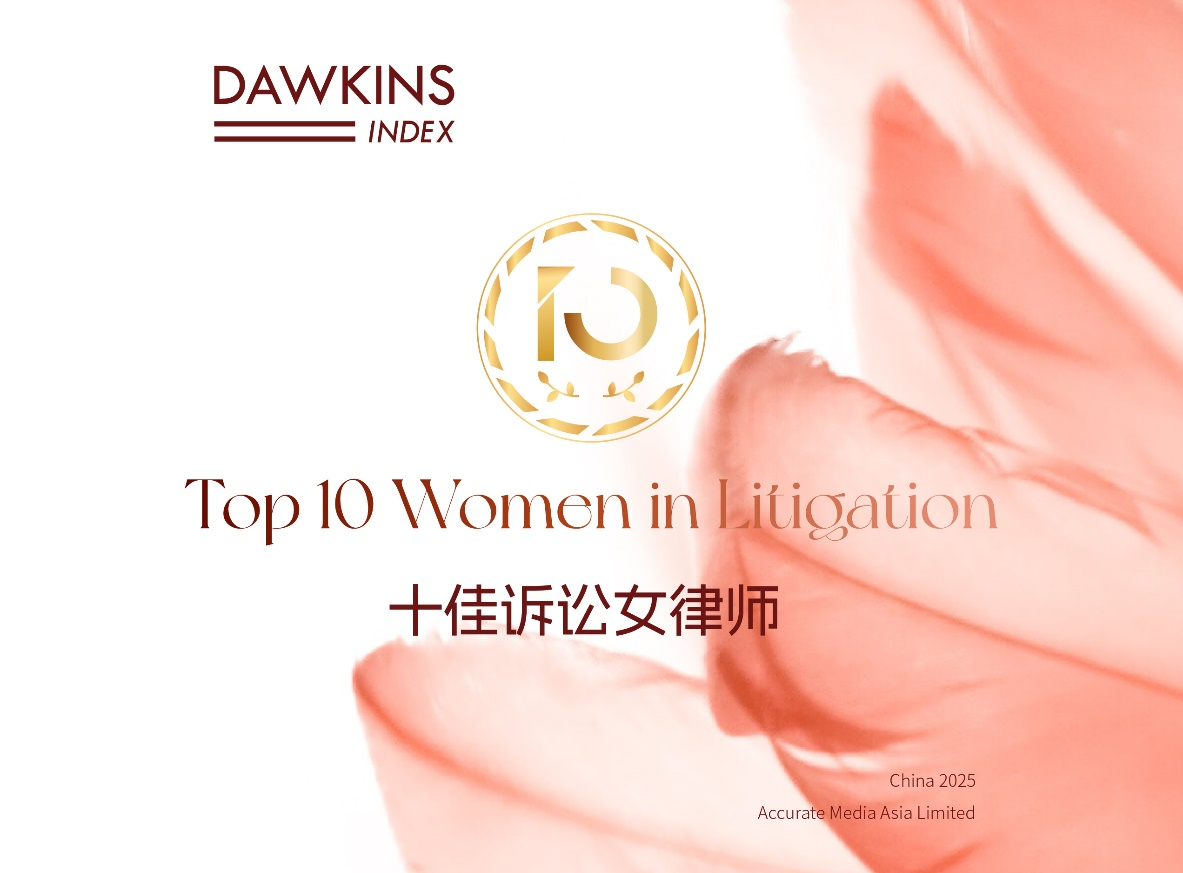 DAWKINS
INDEX
10
Top 10 Women in Litigation
十佳诉讼女律师
China 2025
Accurate Media Asia Limited